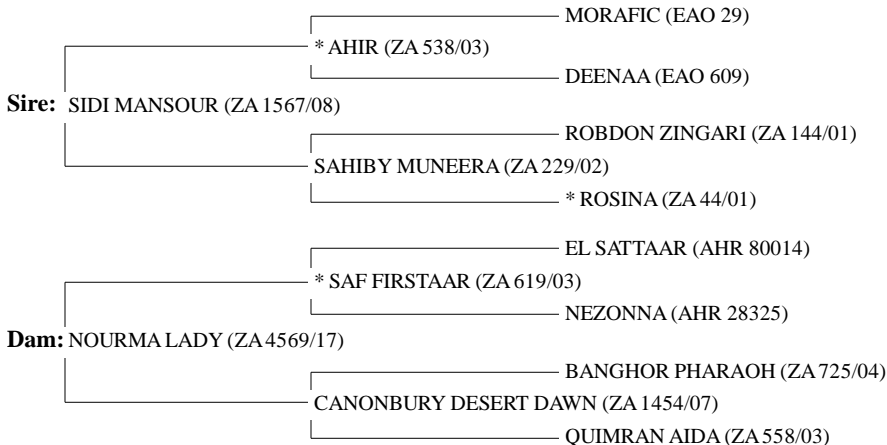 MORAFIC (EAO 29)
* AHIR (ZA 538/03)
DEENAA (EAO 609)
Sire: SIDI MANSOUR (ZA 1567/08)
ROBDON ZINGARI (ZA 144/01)
SAHIBY MUNEERA (ZA 229/02)
* ROSINA (ZA 44/01)
EL SATTAAR (AHR 80014)
* SAF FIRSTAAR (ZA 619/03)
NEZONNA (AHR 28325)
Dam: NOURMA LADY (ZA 4569/17)
BANGHOR PHARAOH (ZA 725/04)
CANONBURY DESERT DAWN (ZA 1454/07)
QUIMRAN AIDA (ZA 558/03)